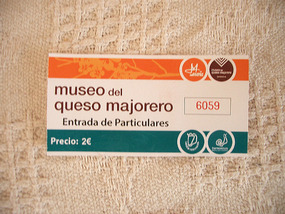 museo del
queso majorero
6059
Entrada de Particulares
Precio: 2€